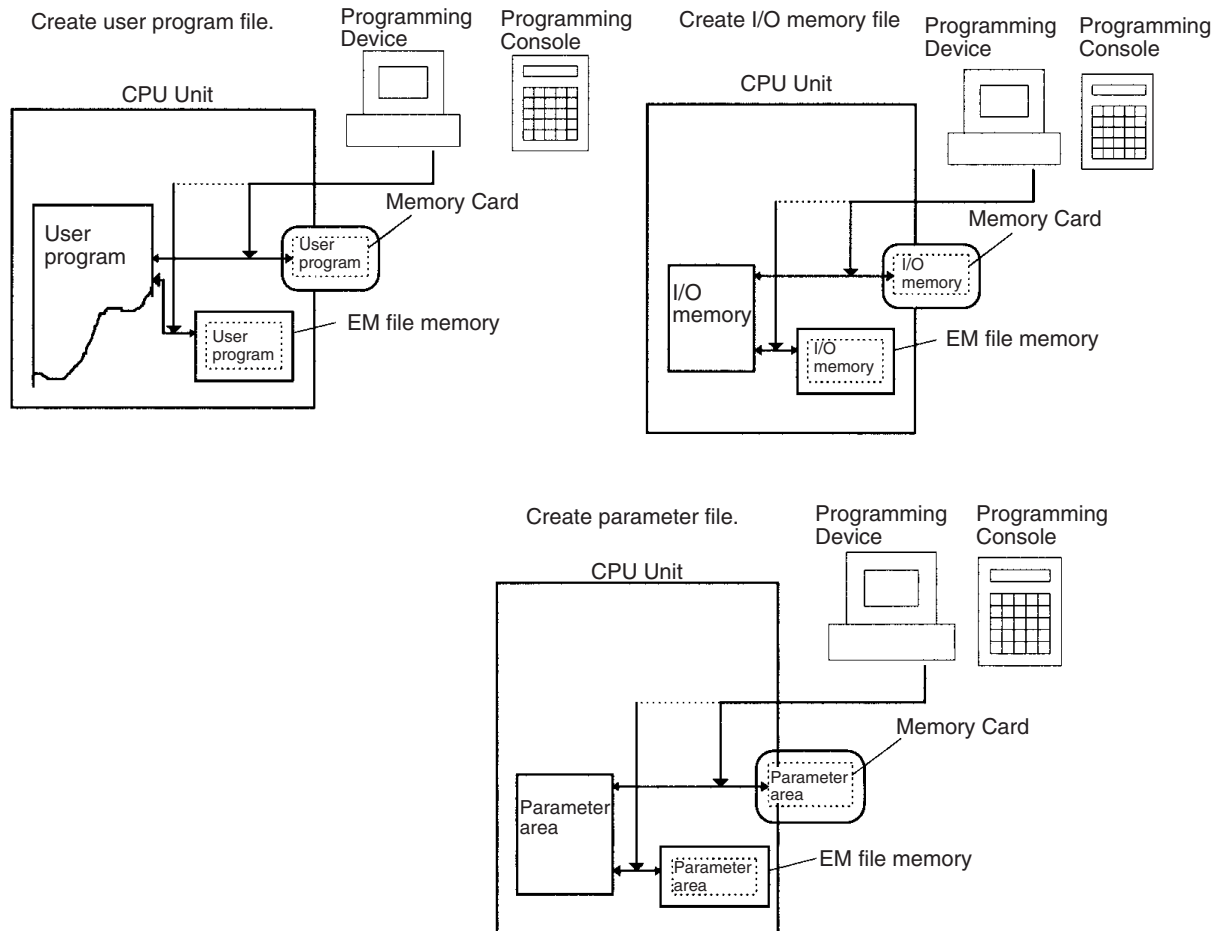 Create user program file.
Programming
Device
Programming
Console
CPU Unit
User
program
Memory Card
User
program
EM file memory
User
program
Create I/O memory file
Programming
Device
Programming
Console
CPU Unit
I/O
memory
Memory Card
I/O
memory
EM file memory
I/O
memory
Create parameter file.
Programming
Device
Programming
Console
CPU Unit
Parameter
area
Memory Card
Parameter
area
EM file memory
Parameter
area